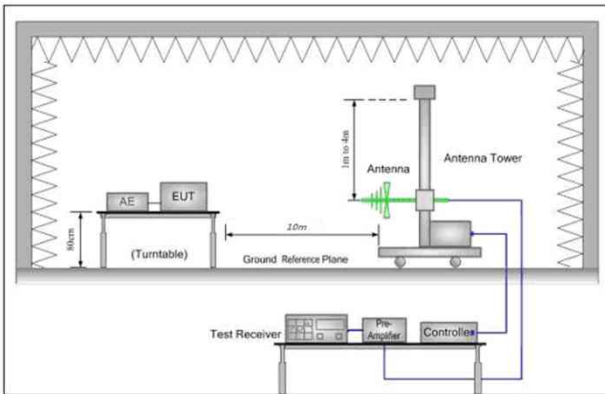 1m to 4m
Antenna
Antenna Tower
AE
EUT
80cm
(Turntable)
10m
Ground Reference Plane
Test Receiver
Pre-
Amplifier
Controller